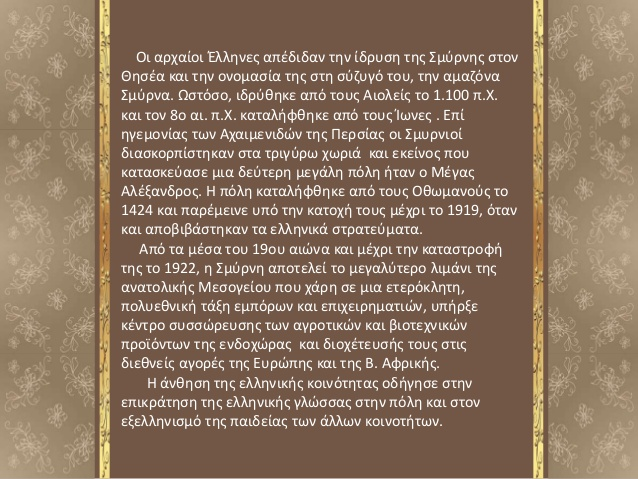 Οι αρχαίοι Έλληνες απέδιδαν την ίδρυση της Σμύρνης στον
Θησέα και την ονομασία της στη σύζυγό του, την αμαζόνα
Σμύρνα. Ωστόσο, ιδρύθηκε από τους Αιολείς το 1.100 π.Χ.
και τον 8ο αι. π.Χ. καταλήφθηκε από τους Ίωνες . Επί
ηγεμονίας των Αχαιμενιδών της Περσίας οι Σμυρνιοί
διασκορπίστηκαν στα τριγύρω χωριά και εκείνος που
κατασκεύασε μια δεύτερη μεγάλη πόλη ήταν ο Μέγας
Αλέξανδρος. Η πόλη καταλήφθηκε από τους Οθωμανούς το
1424 και παρέμεινε υπό την κατοχή τους μέχρι το 1919, όταν
και αποβιβάστηκαν τα ελληνικά στρατεύματα.
Από τα μέσα του 19ου αιώνα και μέχρι την καταστροφή
της το 1922, η Σμύρνη αποτελεί το μεγαλύτερο λιμάνι της
ανατολικής Μεσογείου που χάρη σε μια ετερόκλητη,
πολυεθνική τάξη εμπόρων και επιχειρηματιών, υπήρξε
κέντρο συσσώρευσης των αγροτικών και βιοτεχνικών
προϊόντων της ενδοχώρας και διοχέτευσής τους στις
διεθνείς αγορές της Ευρώπης και της Β. Αφρικής.
Η άνθηση της ελληνικής κοινότητας οδήγησε στην
επικράτηση της ελληνικής γλώσσας στην πόλη και στον
εξελληνισμό της παιδείας των άλλων κοινοτήτων.